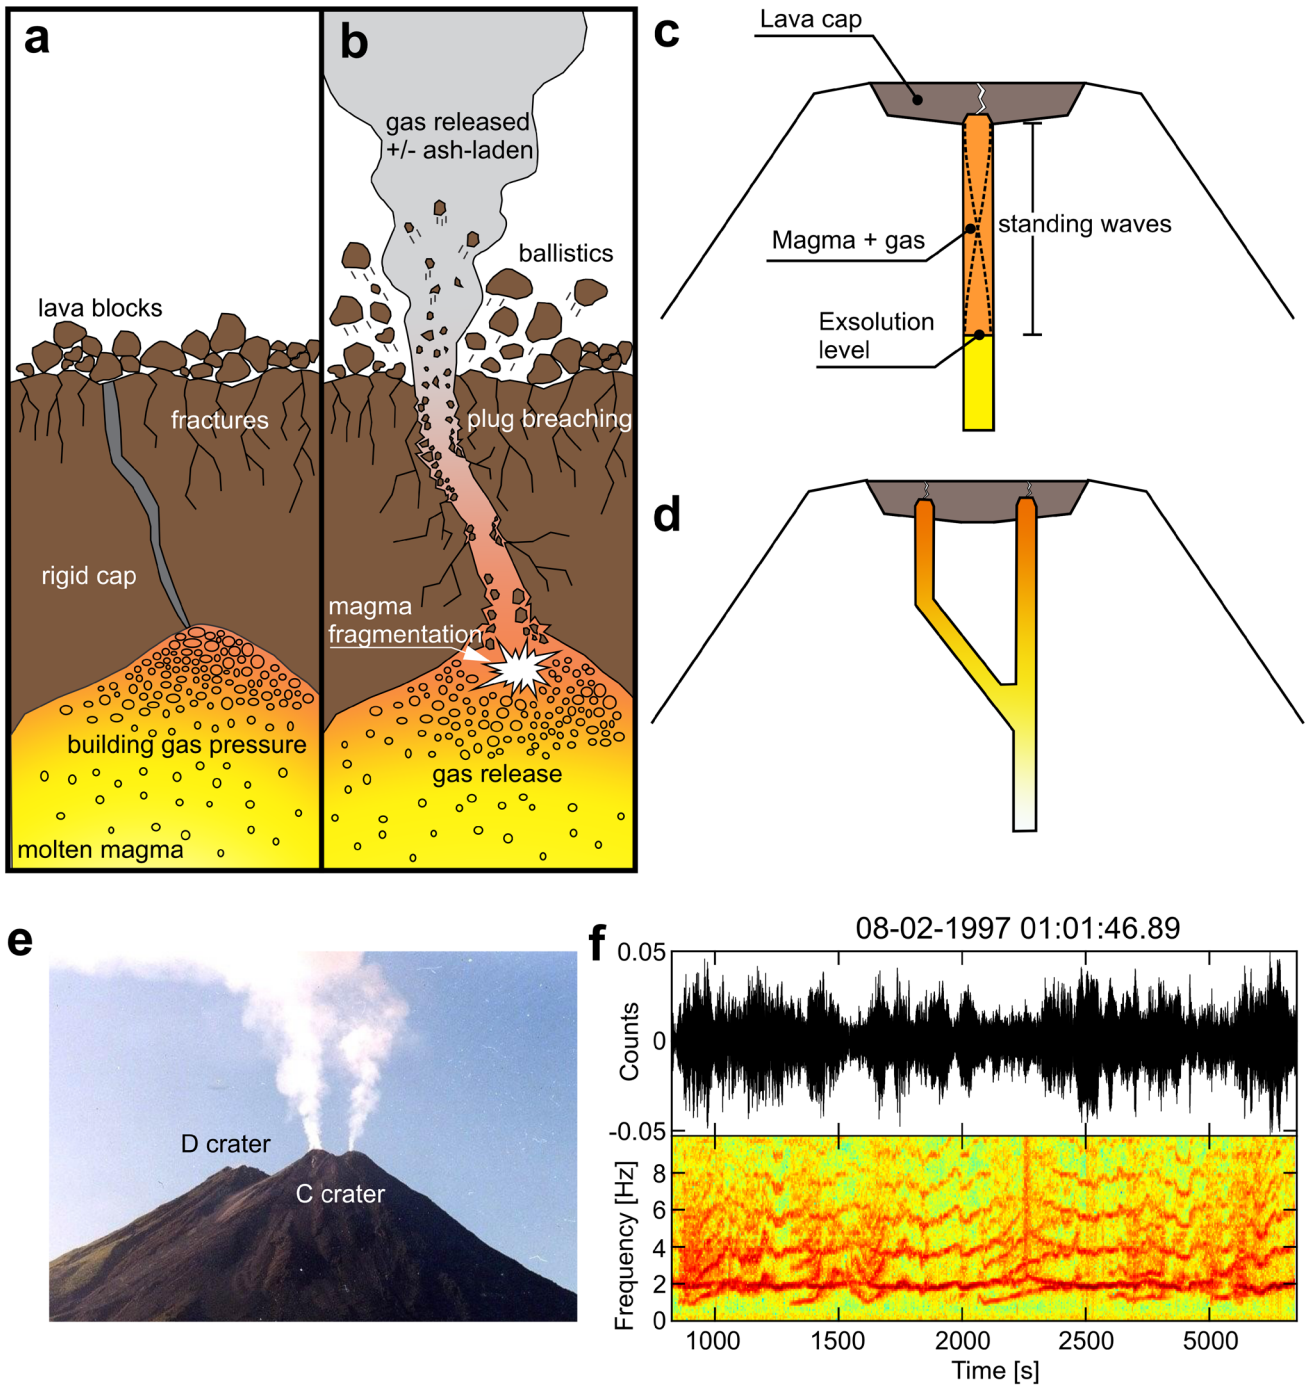 a
lava blocks
fractures
rigid cap
building gas pressure
molten magma
b
gas released
+/- ash-laden
ballistics
plug breaching
magma
fragmentation
gas release
c
Lava cap
Magma + gas
standing waves
Exsolution
level
d
e
D crater
C crater
f
08-02-1997 01:01:46.89
0.05
0
-0.05
Counts
8
6
4
2
0
Frequency [Hz]
1000 1500 2000 2500 5000
Time [s]